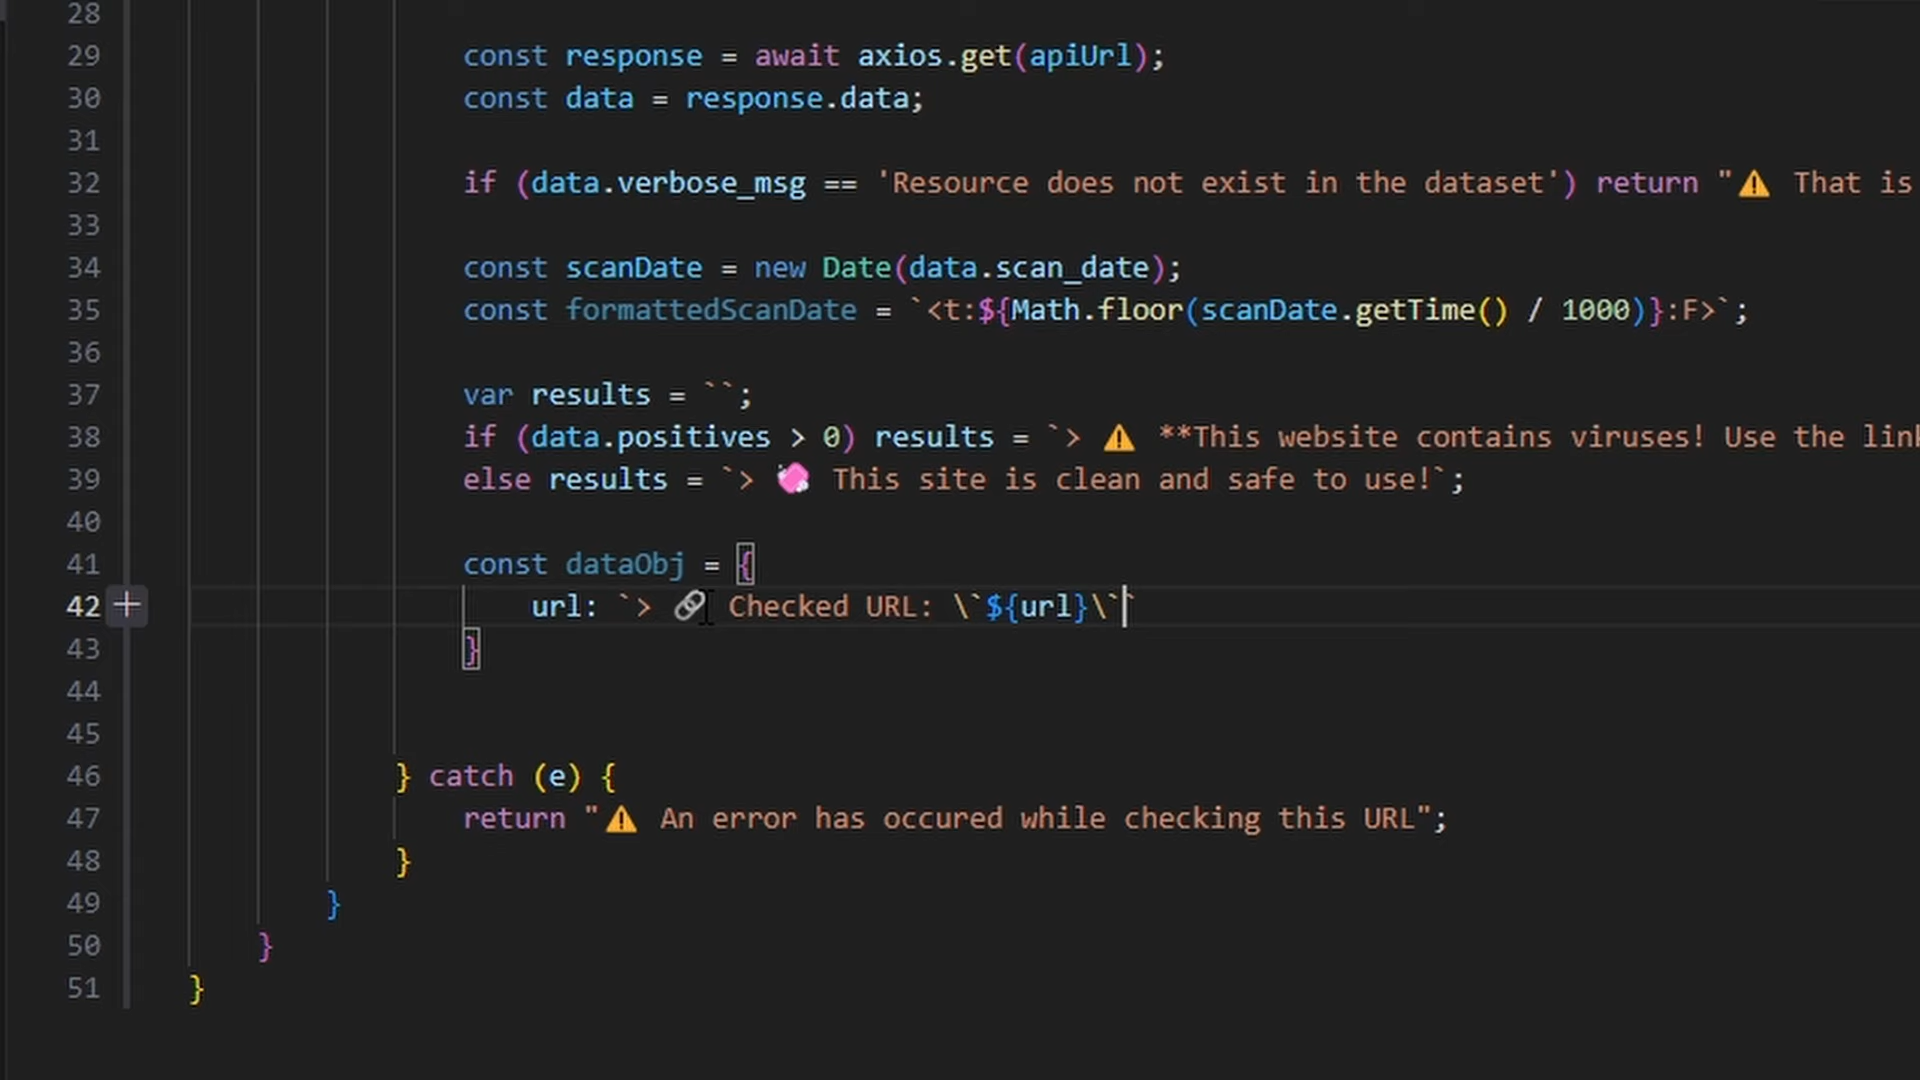 28
29 const response = await axios.get(apiUrl);
30 const data = response.data;
31
32 if (data.verbose_msg == 'Resource does not exist in the dataset') return "⚠️ That is
33
34 const scanDate = new Date(data.scan_date);
35 const formattedScanDate = `<t:${Math.floor(scanDate.getTime() / 1000)}:F>`;
36
37 var results = ``;
38 if (data.positives > 0) results = `> ⚠️ **This website contains viruses! Use the link
39 else results = `> 🧼 This site is clean and safe to use!`;
40
41 const dataObj = {
42 url: `> 🔗 Checked URL: \`${url}\``
43 }
44
45
46 } catch (e) {
47 return "⚠️ An error has occured while checking this URL";
48 }
49 }
50 }
51 }